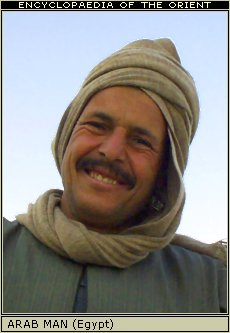 ENCYCLOPAEDIA OF THE ORIENT
ARAB MAN (Egypt)